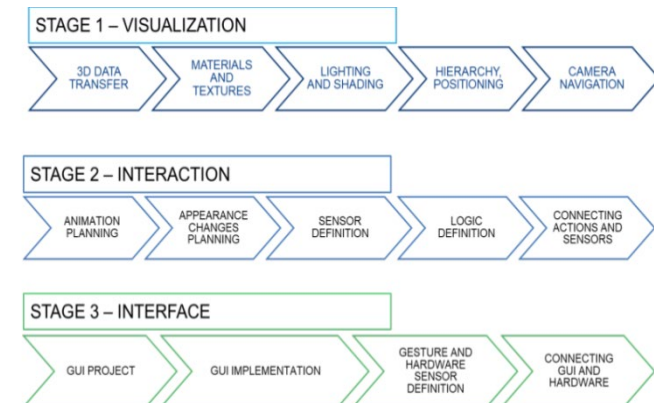 STAGE 1 – VISUALIZATION
3D DATA
TRANSFER
MATERIALS
AND
TEXTURES
LIGHTING
AND SHADING
HIERARCHY,
POSITIONING
CAMERA
NAVIGATION
STAGE 2 – INTERACTION
ANIMATION
PLANNING
APPEARANCE
CHANGES
PLANNING
SENSOR
DEFINITION
LOGIC
DEFINITION
CONNECTING
ACTIONS AND
SENSORS
STAGE 3 – INTERFACE
GUI PROJECT
GUI IMPLEMENTATION
GESTURE AND
HARDWARE
SENSOR
DEFINITION
CONNECTING
GUI AND
HARDWARE